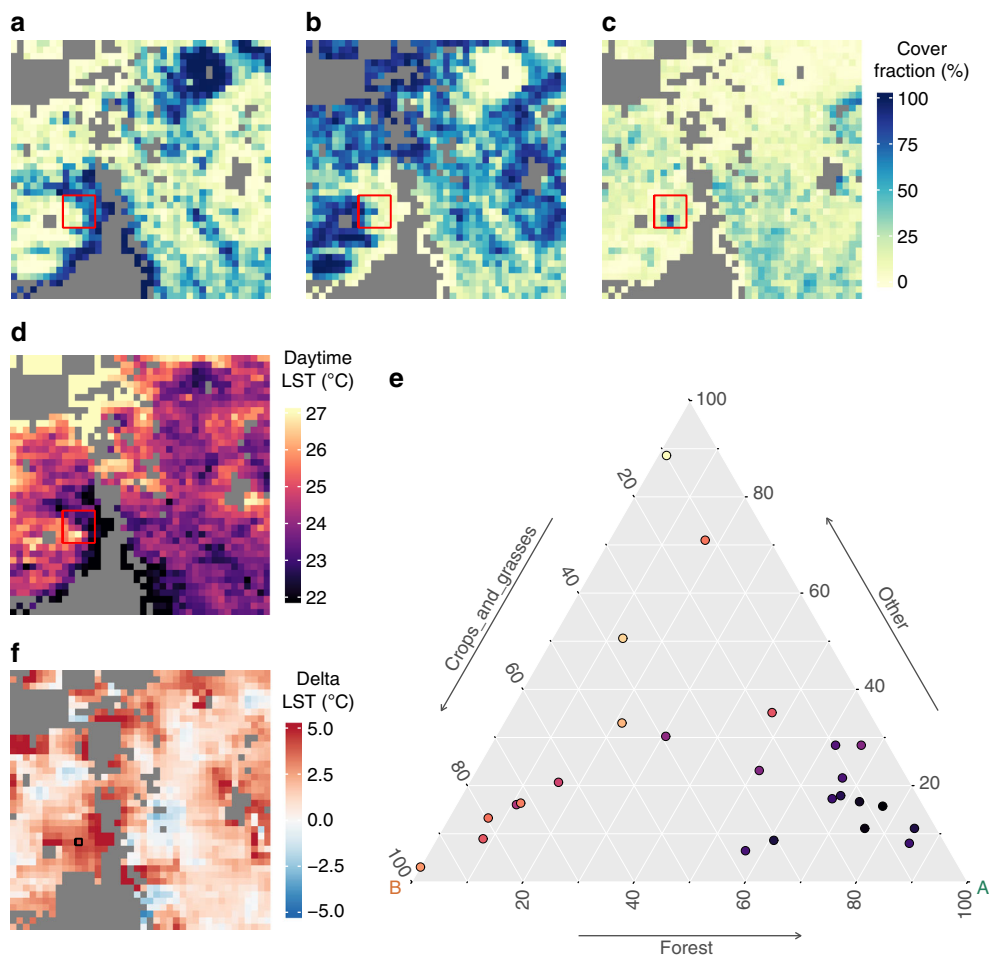 a
b
c
Cover
fraction (%)
100
75
50
25
0
d
Daytime
LST (°C)
27
26
25
24
23
22
e
100
80
60
40
20
20
40
60
80
100
20
40
60
80
100
Crops_and_grasses
Other
Forest
B
A
f
Delta
LST (°C)
5.0
2.5
0.0
−2.5
−5.0